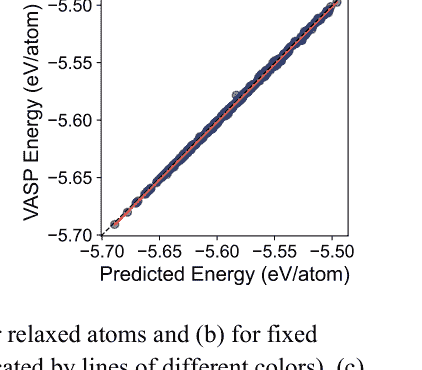 −5.50
−5.55
−5.60
−5.65
−5.70
VASP Energy (eV/atom)
−5.70 −5.65 −5.60 −5.55 −5.50
Predicted Energy (eV/atom)
relaxed atoms and (b) for fixed
by lines of different colors). (c)